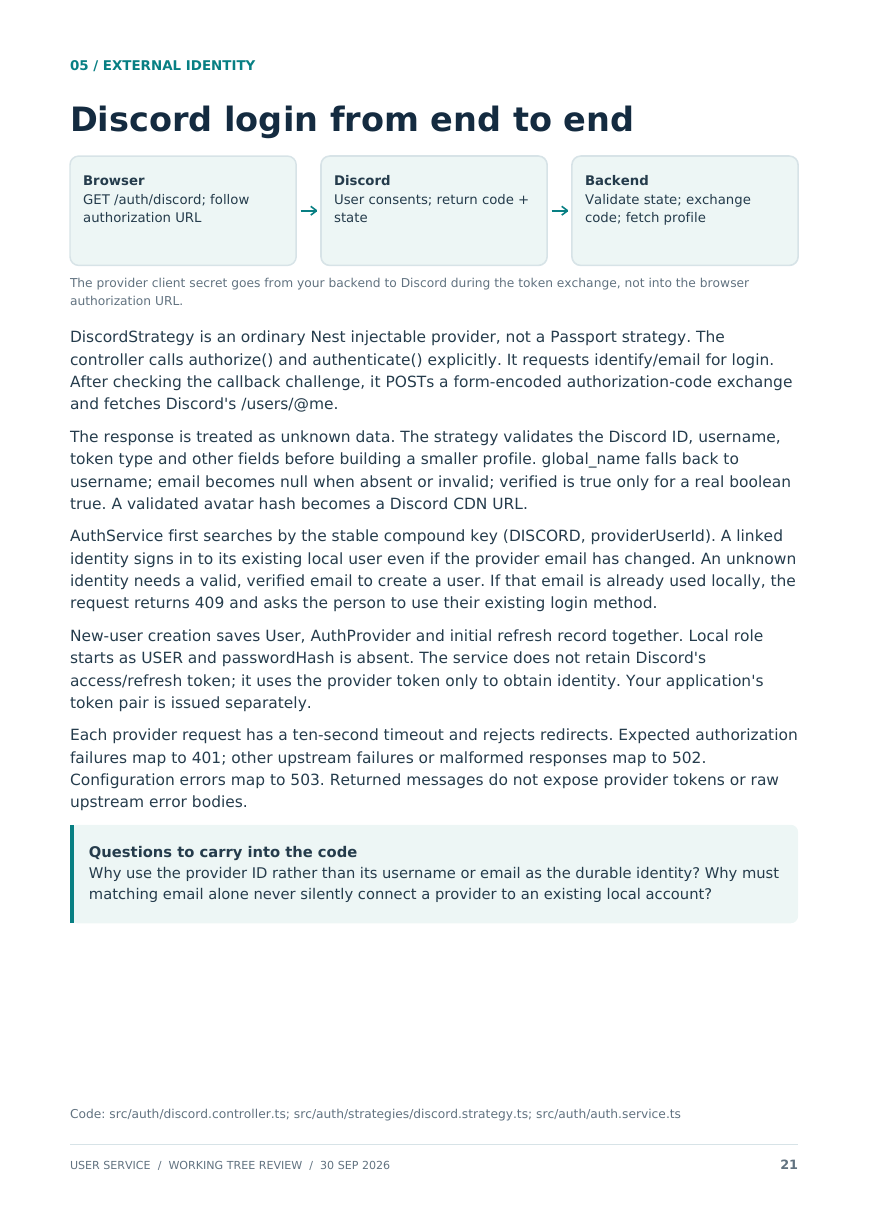 05 / EXTERNAL IDENTITY
Discord login from end to end
Browser
GET /auth/discord; follow
authorization URL
Discord
User consents; return code +
state
Backend
Validate state; exchange
code; fetch profile
The provider client secret goes from your backend to Discord during the token exchange, not into the browser
authorization URL.
DiscordStrategy is an ordinary Nest injectable provider, not a Passport strategy. The
controller calls authorize() and authenticate() explicitly. It requests identify/email for login.
After checking the callback challenge, it POSTs a form-encoded authorization-code exchange
and fetches Discord's /users/@me.
The response is treated as unknown data. The strategy validates the Discord ID, username,
token type and other fields before building a smaller profile. global_name falls back to
username; email becomes null when absent or invalid; verified is true only for a real boolean
true. A validated avatar hash becomes a Discord CDN URL.
AuthService first searches by the stable compound key (DISCORD, providerUserId). A linked
identity signs in to its existing local user even if the provider email has changed. An unknown
identity needs a valid, verified email to create a user. If that email is already used locally, the
request returns 409 and asks the person to use their existing login method.
New-user creation saves User, AuthProvider and initial refresh record together. Local role
starts as USER and passwordHash is absent. The service does not retain Discord's
access/refresh token; it uses the provider token only to obtain identity. Your application's
token pair is issued separately.
Each provider request has a ten-second timeout and rejects redirects. Expected authorization
failures map to 401; other upstream failures or malformed responses map to 502.
Configuration errors map to 503. Returned messages do not expose provider tokens or raw
upstream error bodies.
Questions to carry into the code
Why use the provider ID rather than its username or email as the durable identity? Why must
matching email alone never silently connect a provider to an existing local account?
Code: src/auth/discord.controller.ts; src/auth/strategies/discord.strategy.ts; src/auth/auth.service.ts
USER SERVICE / WORKING TREE REVIEW / 30 SEP 2026
21